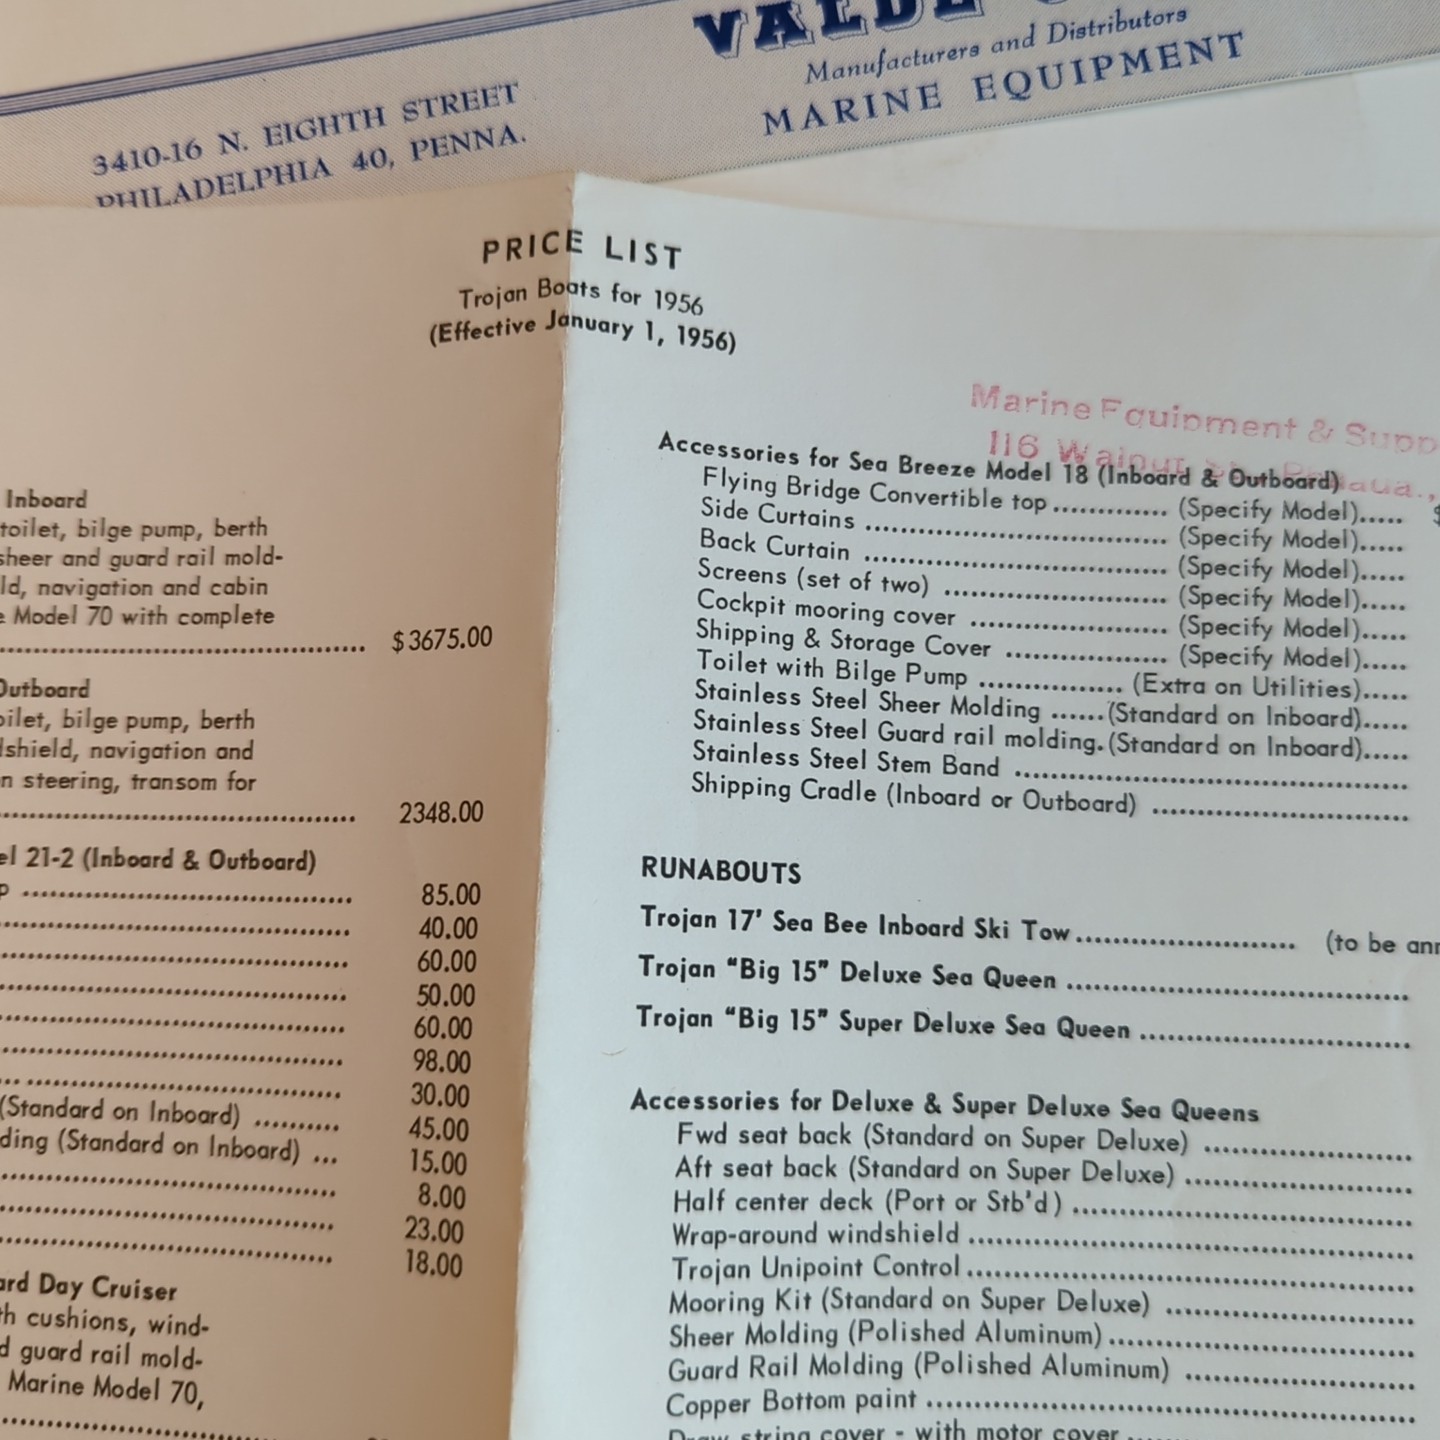 VALDE
Manufacturers and Distributors
MARINE EQUIPMENT
3410-16 N. EIGHTH STREET
PHILADELPHIA 40, PENNA.
PRICE LIST
Trojan Boats for 1956
(Effective January 1, 1956)
Inboard
toilet, bilge pump, berth
sheer and guard rail mold-
ld, navigation and cabin
e Model 70 with complete
........................................ $3675.00
Outboard
oilet, bilge pump, berth
dshield, navigation and
n steering, transom for
........................................ 2348.00
el 21-2 (Inboard & Outboard)
p ........................................ 85.00
........................................ 40.00
........................................ 60.00
........................................ 50.00
........................................ 60.00
........................................ 98.00
........................................ 30.00
(Standard on Inboard) .......... 45.00
ding (Standard on Inboard) ... 15.00
........................................ 8.00
........................................ 23.00
........................................ 18.00
ard Day Cruiser
th cushions, wind-
d guard rail mold-
Marine Model 70,
Marine Equipment & Supp
116 Walnut
Accessories for Sea Breeze Model 18 (Inboard & Outboard)
Flying Bridge Convertible top ............. (Specify Model)..... $
Side Curtains ................................. (Specify Model).....
Back Curtain ................................. (Specify Model).....
Screens (set of two) ........................ (Specify Model).....
Cockpit mooring cover ...................... (Specify Model).....
Shipping & Storage Cover .................. (Specify Model).....
Toilet with Bilge Pump ................ (Extra on Utilities).....
Stainless Steel Sheer Molding ......(Standard on Inboard).....
Stainless Steel Guard rail molding.(Standard on Inboard).....
Stainless Steel Stem Band ...........................................
Shipping Cradle (Inboard or Outboard) ............................
RUNABOUTS
Trojan 17' Sea Bee Inboard Ski Tow........................ (to be ann
Trojan "Big 15" Deluxe Sea Queen .....................................
Trojan "Big 15" Super Deluxe Sea Queen .............................
Accessories for Deluxe & Super Deluxe Sea Queens
Fwd seat back (Standard on Super Deluxe) .......................
Aft seat back (Standard on Super Deluxe) .........................
Half center deck (Port or Stb'd) .....................................
Wrap-around windshield ................................................
Trojan Unipoint Control.................................................
Mooring Kit (Standard on Super Deluxe) ...........................
Sheer Molding (Polished Aluminum).................................
Guard Rail Molding (Polished Aluminum) .........................
Copper Bottom paint .....................................................
Draw string cover - with motor cover ..............................